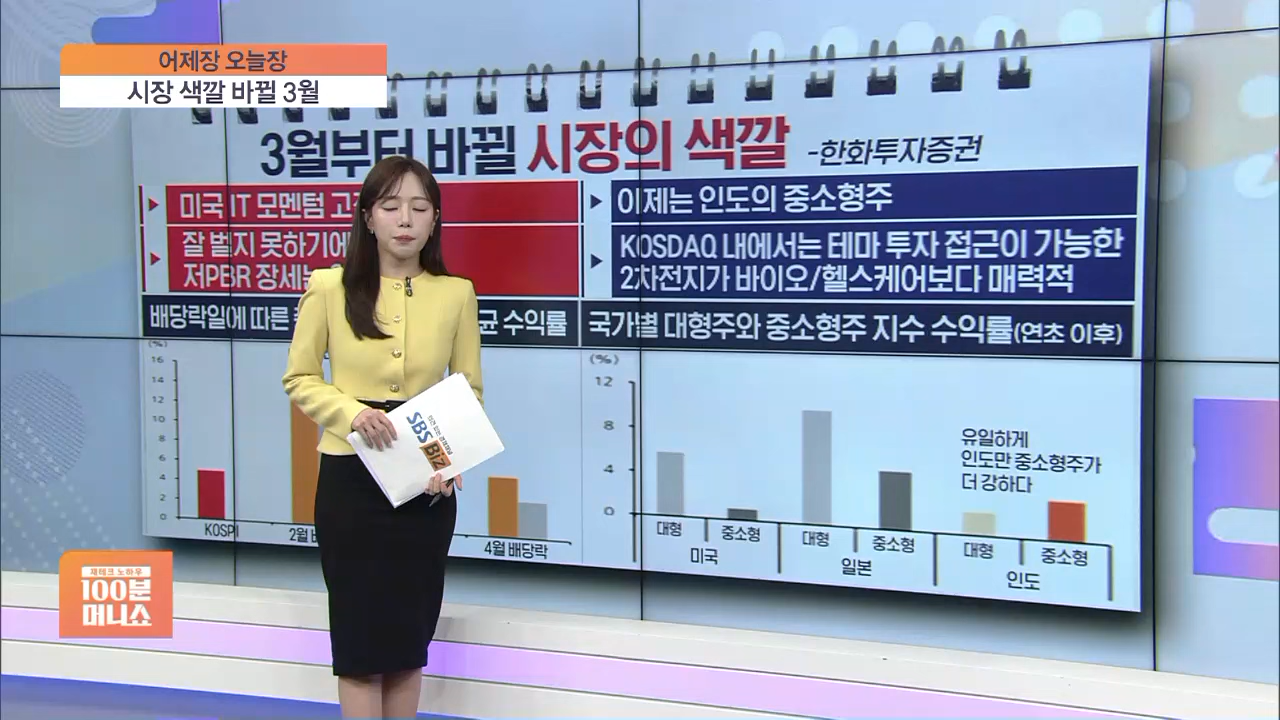 어제장 오늘장
시장 색깔 바뀔 3월
3월부터 바뀔 시장의 색깔 -한화투자증권
미국 IT 모멘텀
잘 벌지 못하기에
저PBR 장세는
이제는 인도의 중소형주
KOSDAQ 내에서는 테마 투자 접근이 가능한
2차전지가 바이오/헬스케어보다 매력적
배당락일에 따른
수익률
(%)
16
14
12
10
8
6
4
2
0
KOSPI
2월
4월 배당락
국가별 대형주와 중소형주 지수 수익률(연초 이후)
(%)
12
8
4
0
유일하게
인도만 중소형주가
더 강하다
대형 중소형 대형 중소형 대형 중소형
미국 일본 인도
SBS Biz
재테크 노하우
100분
머니쇼